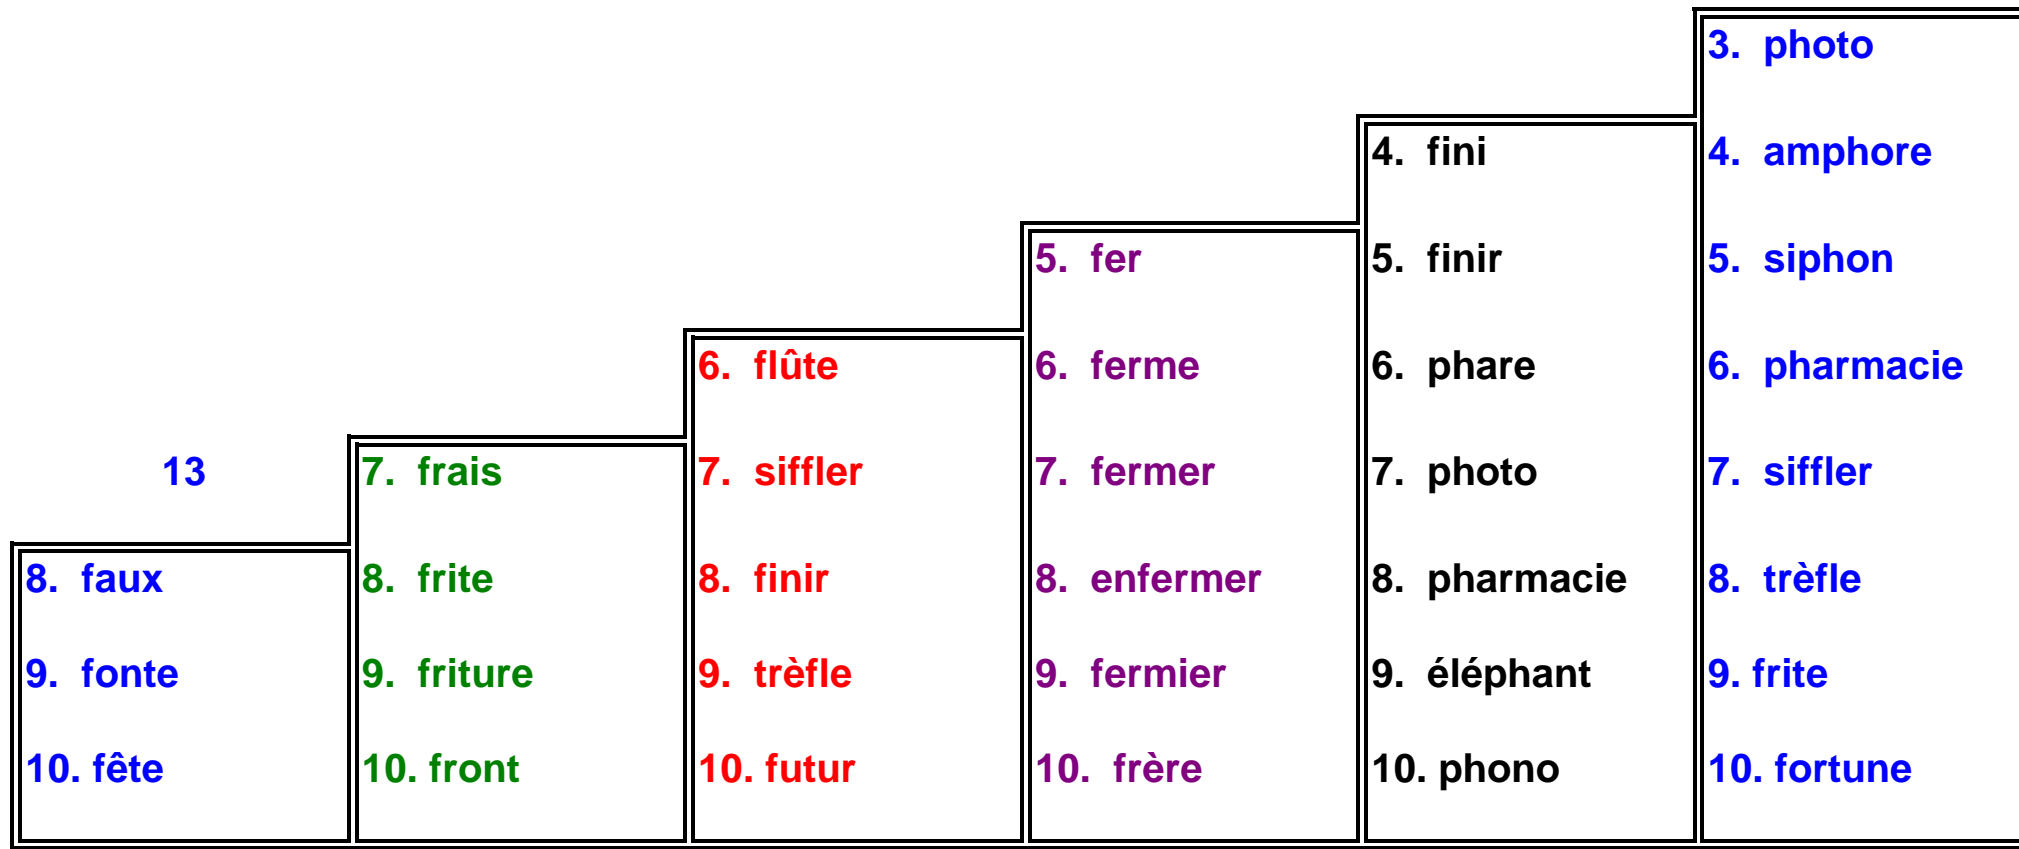 13
8. faux
9. fonte
10. fête
7. frais
8. frite
9. friture
10. front
6. flûte
7. siffler
8. finir
9. trèfle
10. futur
5. fer
6. ferme
7. fermer
8. enfermer
9. fermier
10. frère
4. fini
5. finir
6. phare
7. photo
8. pharmacie
9. éléphant
10. phono
3. photo
4. amphore
5. siphon
6. pharmacie
7. siffler
8. trèfle
9. frite
10. fortune